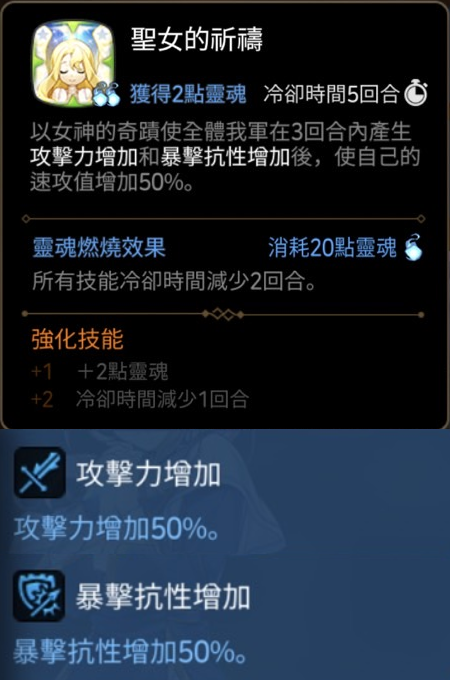 聖女的祈禱
獲得2點靈魂 冷卻時間5回合
以女神的奇蹟使全體我軍在3回合內產生
攻擊力增加和暴擊抗性增加後，使自己的
速攻值增加50%。
靈魂燃燒效果 消耗20點靈魂
所有技能冷卻時間減少2回合。
強化技能
+1 ＋2點靈魂
+2 冷卻時間減少1回合
攻擊力增加
攻擊力增加50%。
暴擊抗性增加
暴擊抗性增加50%。